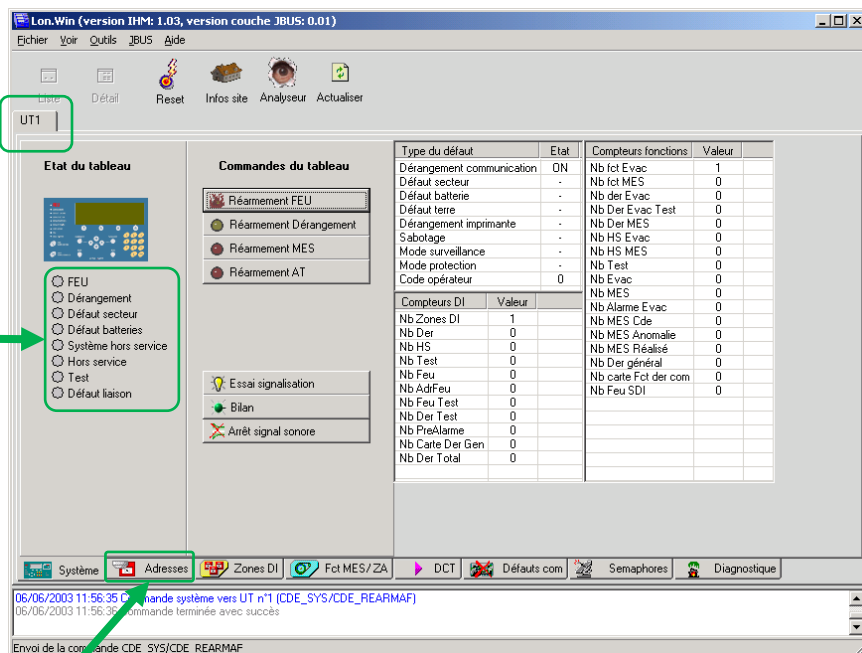 Lon.Win (version IHM: 1.03, version couche JBUS: 0.01)
Fichier Voir Outils JBUS Aide
Liste Détail Reset Infos site Analyseur Actualiser
UT1
Etat du tableau
FEU
Dérangement
Défaut secteur
Défaut batteries
Système hors service
Hors service
Test
Défaut liaison
Commandes du tableau
Réarmement FEU
Réarmement Dérangement
Réarmement MES
Réarmement AT
Essai signalisation
Bilan
Arrêt signal sonore
Type du défaut Etat
Dérangement communication ON
Défaut secteur -
Défaut batterie -
Défaut terre -
Dérangement imprimante -
Sabotage -
Mode surveillance -
Mode protection -
Code opérateur 0
Compteurs DI Valeur
Nb Zones DI 1
Nb Der 0
Nb HS 0
Nb Test 0
Nb Feu 0
Nb AdrFeu 0
Nb Feu Test 0
Nb Der Test 0
Nb PreAlarme 0
Nb Carte Der Gen 0
Nb Der Total 0
Compteurs fonctions Valeur
Nb fct Evac 1
Nb fct MES 0
Nb der Evac 0
Nb Der Evac Test 0
Nb Der MES 0
Nb HS Evac 0
Nb HS MES 0
Nb Test 0
Nb Evac 0
Nb MES 0
Nb Alarme Evac 0
Nb MES Cde 0
Nb MES Anomalie 0
Nb MES Réalisé 0
Nb Der général 0
Nb carte Fct der com 0
Nb Feu SDI 0
Système Adresses Zones DI Fct MES/ZA DCT Défauts com Semaphores Diagnostique
06/06/2003 11:56:35 Commande système vers UT n°1 (CDE_SYS/CDE_REARMAF)
06/06/2003 11:56:36 Commande terminée avec succès
Envoi de la commande CDE_SYS/CDE_REARMAF